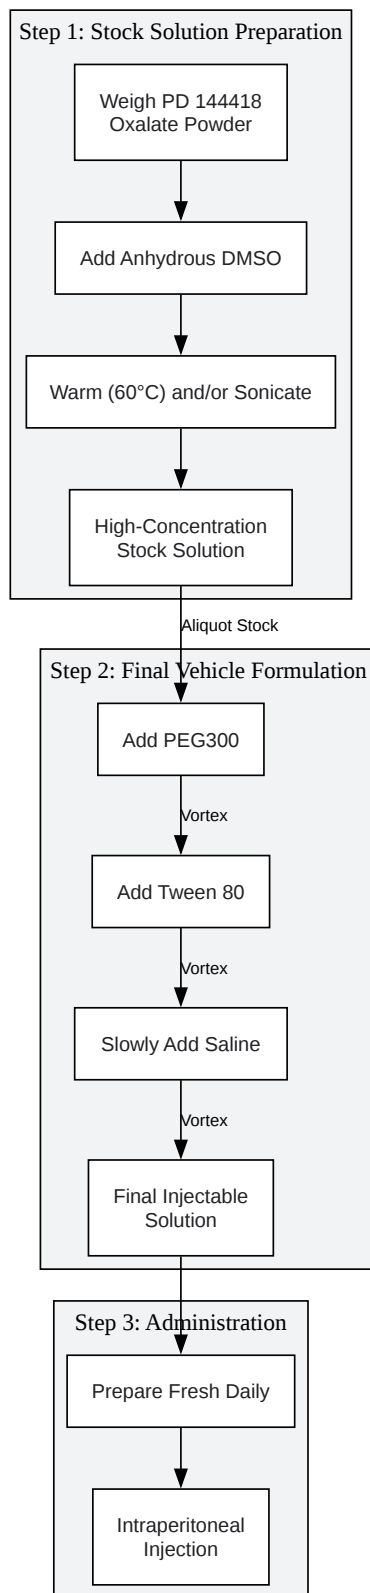 Step 1: Stock Solution Preparation
Weigh PD 144418
Oxalate Powder
Add Anhydrous DMSO
Warm (60°C) and/or Sonicate
High-Concentration
Stock Solution
Aliquot Stock
Step 2: Final Vehicle Formulation
Add PEG300
Vortex
Add Tween 80
Vortex
Slowly Add Saline
Vortex
Final Injectable
Solution
Step 3: Administration
Prepare Fresh Daily
Intraperitoneal
Injection